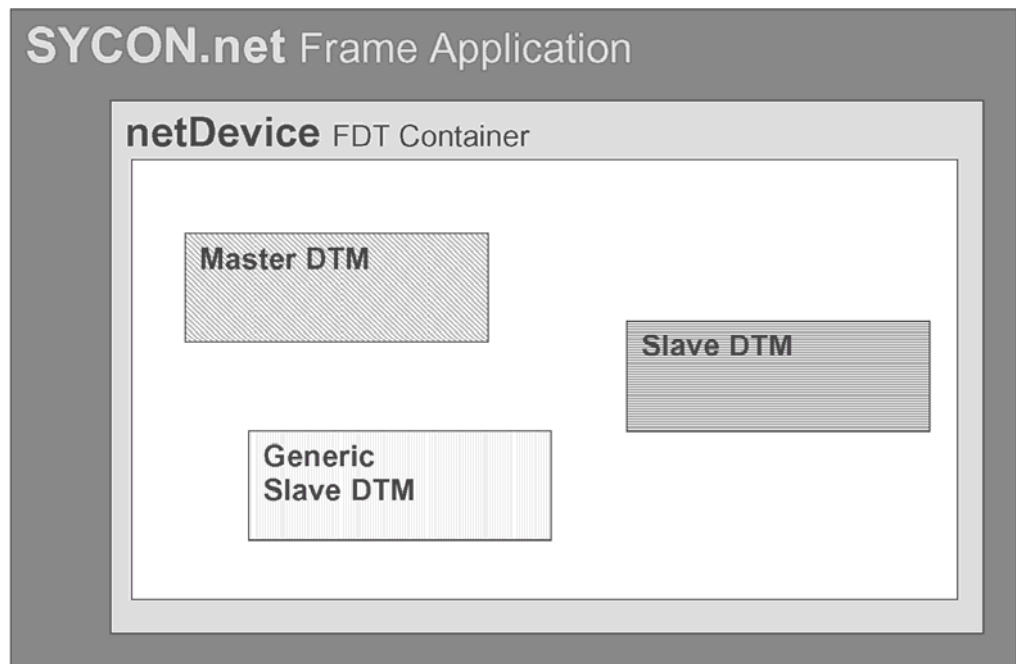 SYCON.net Frame Application
netDevice FDT Container
Master DTM
Slave DTM
Generic
Slave DTM